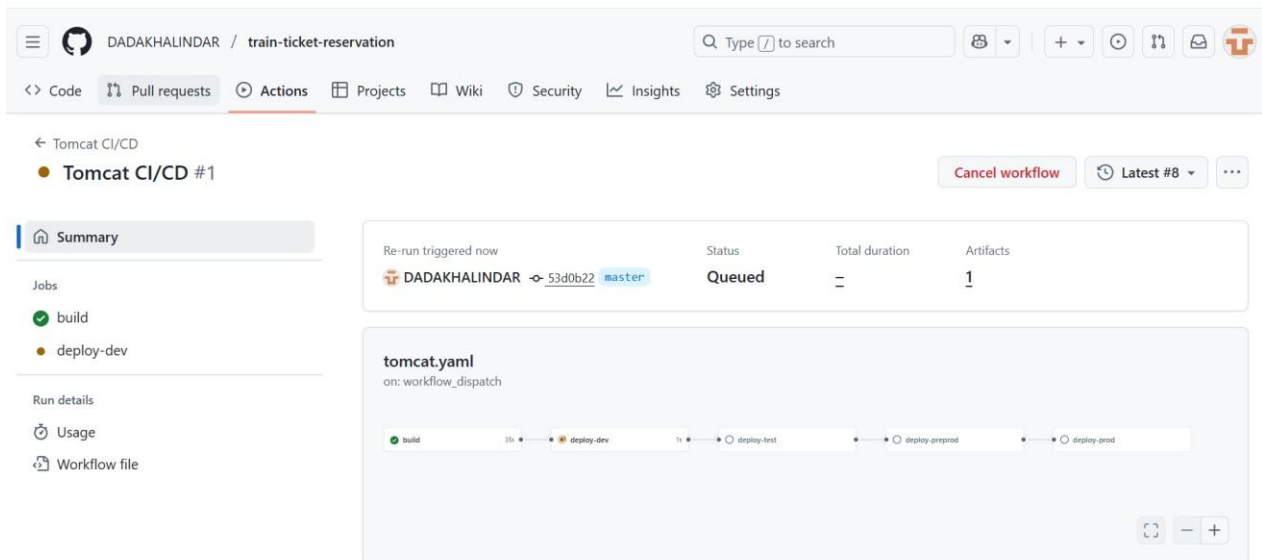 DADAKHALINDAR / train-ticket-reservation
Type / to search
Code Pull requests Actions Projects Wiki Security Insights Settings
Tomcat CI/CD
Tomcat CI/CD #1
Cancel workflow Latest #8
Summary
Jobs
build
deploy-dev
Run details
Usage
Workflow file
Re-run triggered now Status Total duration Artifacts
DADAKHALINDAR 53d0b22 master Queued – 1
tomcat.yaml
on: workflow_dispatch
build deploy-dev 1s deploy-test deploy-preprod deploy-prod